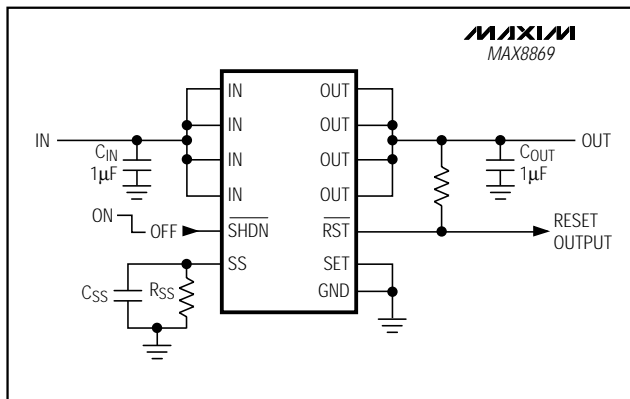 MAXIM
MAX8869
IN
IN
IN
IN
IN
SHDN
SS
OUT
OUT
OUT
OUT
RST
SET
GND
CIN
1µF
ON
OFF
CSS
RSS
OUT
COUT
1µF
RESET
OUTPUT